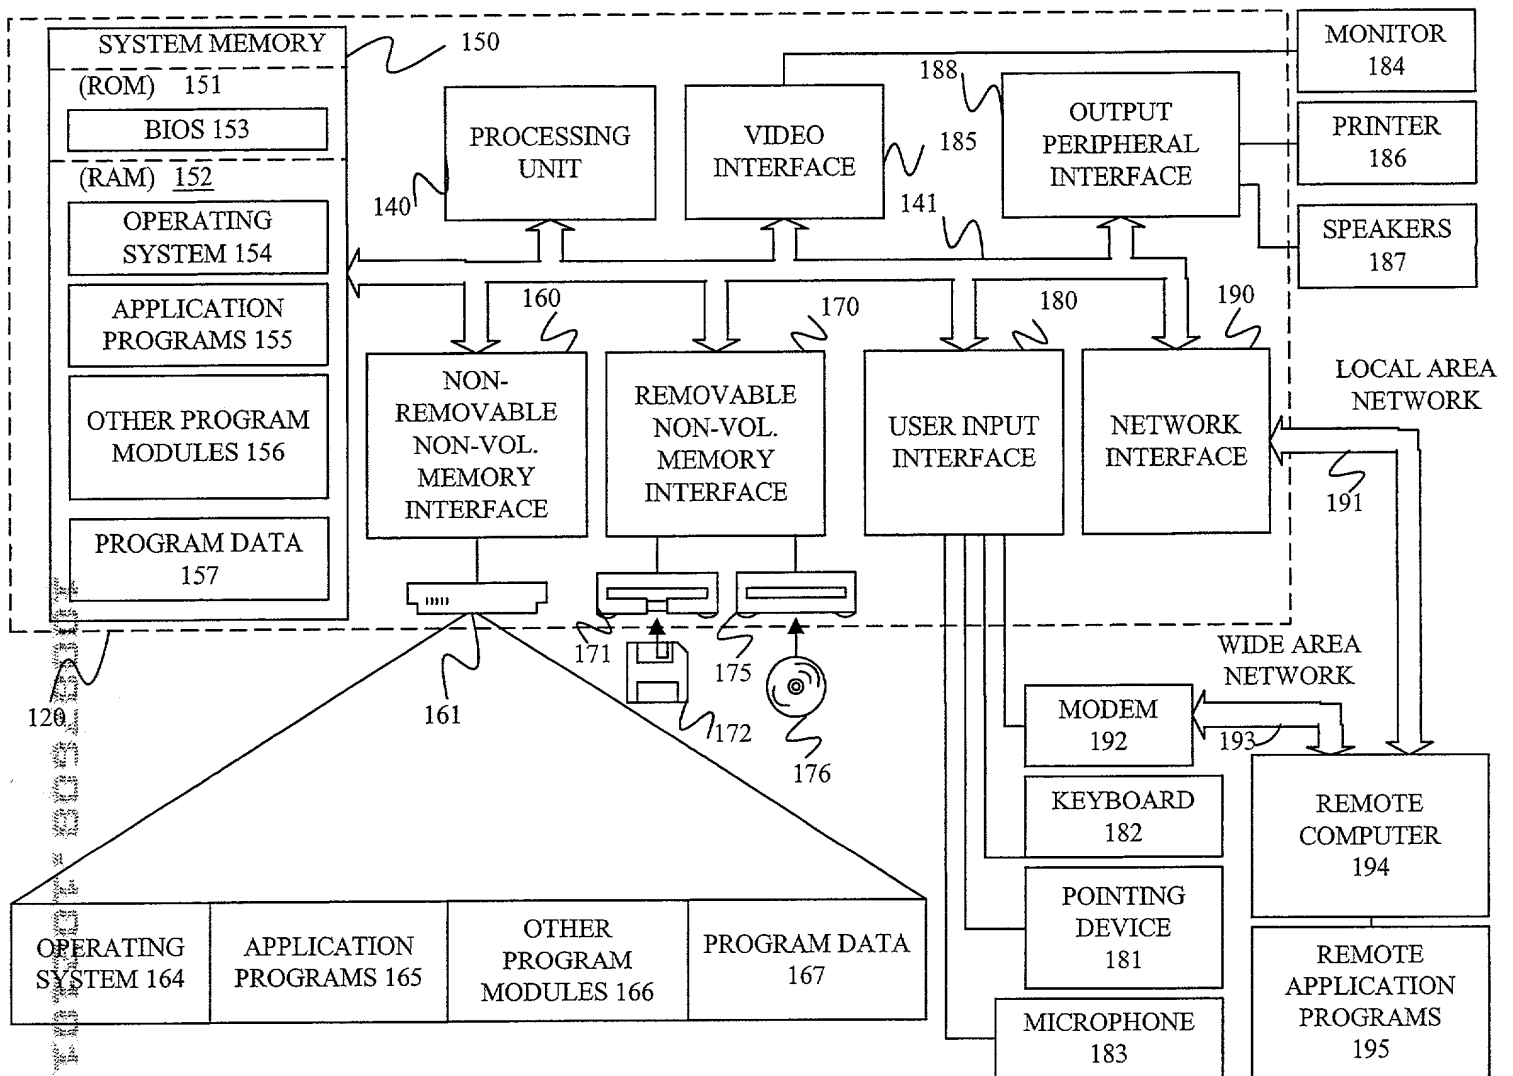 SYSTEM MEMORY
150
(ROM) 151
BIOS 153
(RAM) 152
OPERATING
SYSTEM 154
APPLICATION
PROGRAMS 155
OTHER PROGRAM
MODULES 156
PROGRAM DATA
157
PROCESSING
UNIT
140
VIDEO
INTERFACE
185
188
OUTPUT
PERIPHERAL
INTERFACE
141
MONITOR
184
PRINTER
186
SPEAKERS
187
160
NON-
REMOVABLE
NON-VOL.
MEMORY
INTERFACE
170
REMOVABLE
NON-VOL.
MEMORY
INTERFACE
180
USER INPUT
INTERFACE
190
NETWORK
INTERFACE
LOCAL AREA
NETWORK
191
120
161
171
172
175
176
WIDE AREA
NETWORK
MODEM
192
193
KEYBOARD
182
POINTING
DEVICE
181
MICROPHONE
183
REMOTE
COMPUTER
194
REMOTE
APPLICATION
PROGRAMS
195
OPERATING
SYSTEM 164
APPLICATION
PROGRAMS 165
OTHER
PROGRAM
MODULES 166
PROGRAM DATA
167